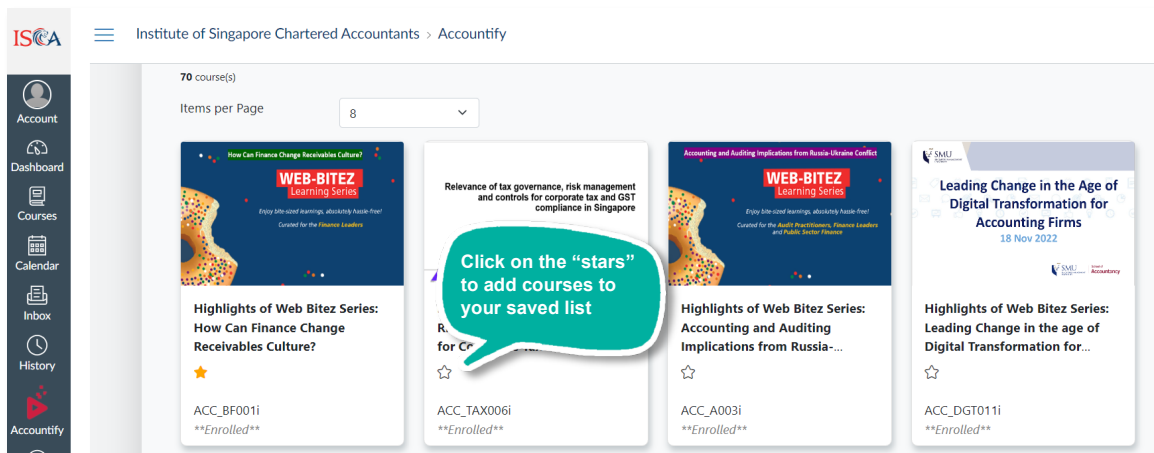 ISCA
Institute of Singapore Chartered Accountants > Accountify
Account
Dashboard
Courses
Calendar
Inbox
History
Accountify
70 course(s)
Items per Page
8
How Can Finance Change Receivables Culture?
WEB-BITEZ
Learning Series
Enjoy bite-sized learnings, absolutely hassle-free!
Curated for the Finance Leaders
Highlights of Web Bitez Series:
How Can Finance Change
Receivables Culture?
ACC_BF001i
**Enrolled**
Relevance of tax governance, risk management
and controls for corporate tax and GST
compliance in Singapore
Click on the “stars”
to add courses to
your saved list
for
ACC_TAX006i
**Enrolled**
Accounting and Auditing Implications from Russia-Ukraine Conflict
WEB-BITEZ
Learning Series
Enjoy bite-sized learnings, absolutely hassle-free!
Curated for the Audit Practitioners, Finance Leaders
and Public Sector Finance
Highlights of Web Bitez Series:
Accounting and Auditing
Implications from Russia-...
ACC_A003i
**Enrolled**
SMU
Leading Change in the Age of
Digital Transformation for
Accounting Firms
18 Nov 2022
SMU
School of
Accountancy
Highlights of Web Bitez Series:
Leading Change in the age of
Digital Transformation for...
ACC_DGT011i
**Enrolled**